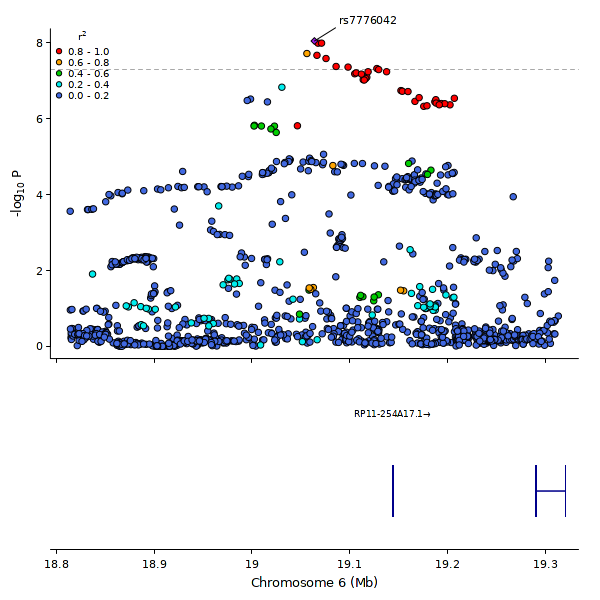 rs7776042
r²
0.8 - 1.0
0.6 - 0.8
0.4 - 0.6
0.2 - 0.4
0.0 - 0.2
8
6
4
2
0
-log₁₀ P
RP11-254A17.1→
18.8 18.9 19 19.1 19.2 19.3
Chromosome 6 (Mb)